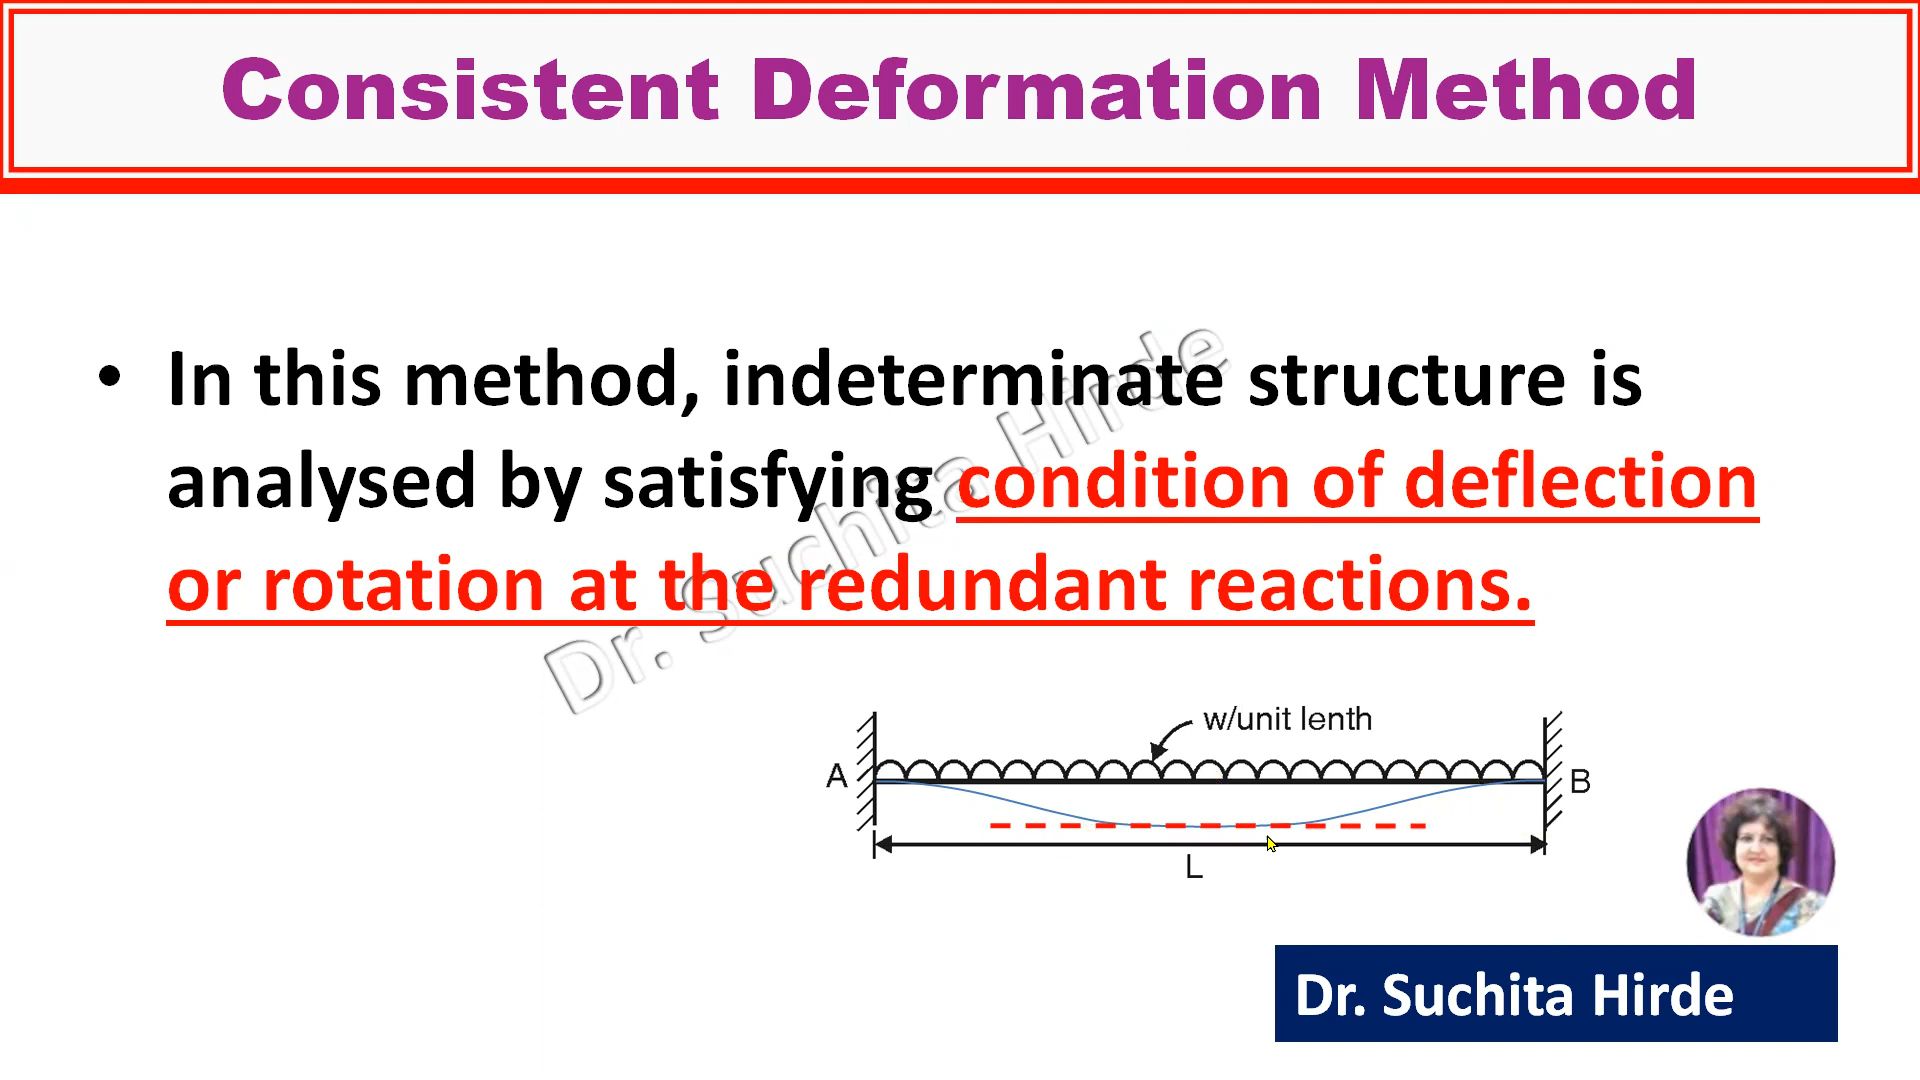 Consistent Deformation Method
• In this method, indeterminate structure is
analysed by satisfying condition of deflection
or rotation at the redundant reactions.
Dr. Suchita Hirde
w/unit lenth
A
B
L
Dr. Suchita Hirde